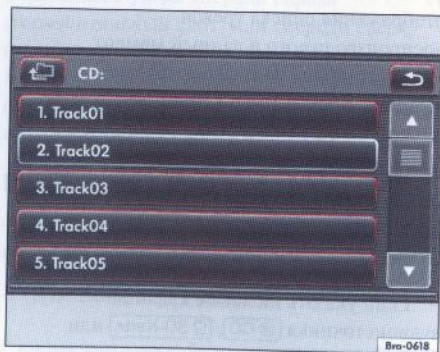 CD:
1. Track01
2. Track02
3. Track03
4. Track04
5. Track05
Bra-0618